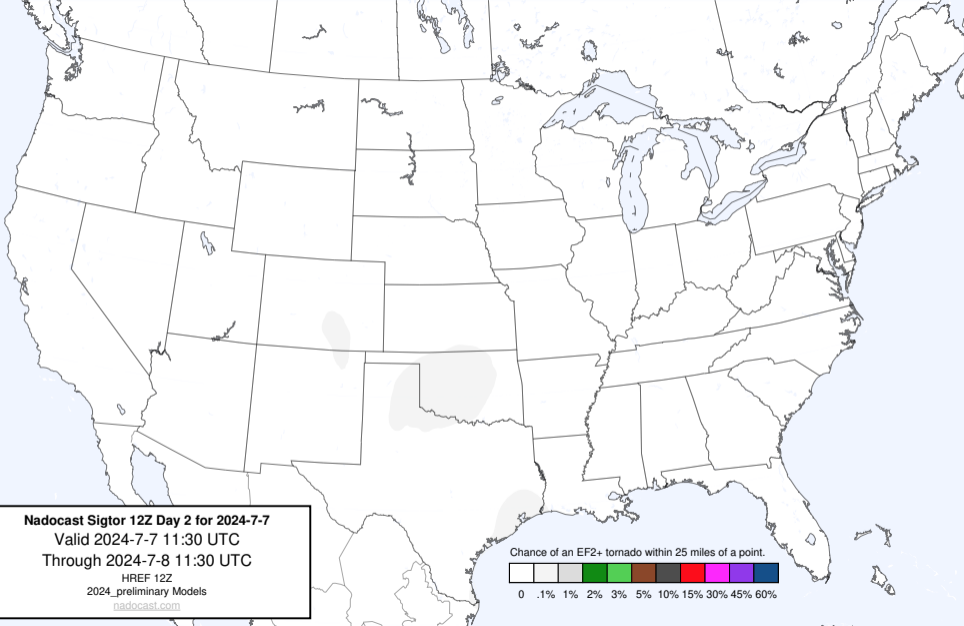 Nadocast Sigtor 12Z Day 2 for 2024-7-7
Valid 2024-7-7 11:30 UTC
Through 2024-7-8 11:30 UTC
HREF 12Z
2024_preliminary Models
nadocast.com
Chance of an EF2+ tornado within 25 miles of a point.
0 .1% 1% 2% 3% 5% 10% 15% 30% 45% 60%